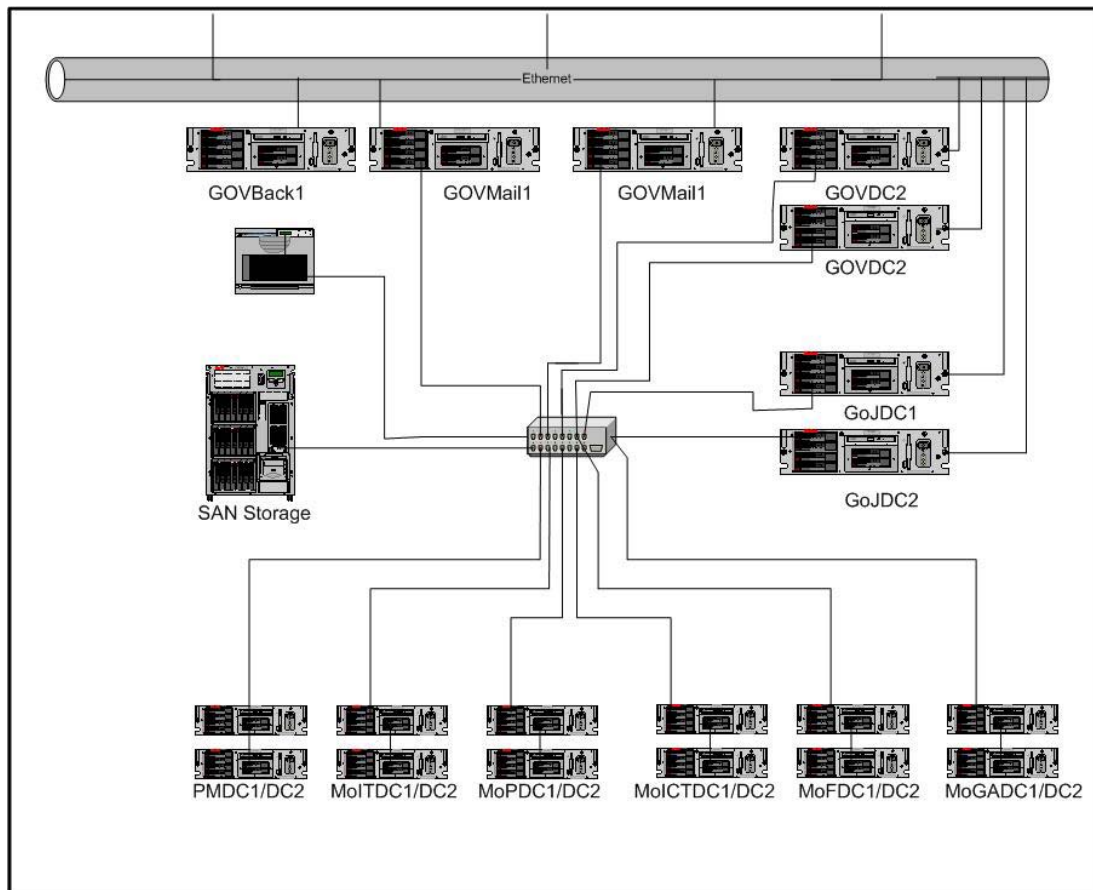 Ethernet
GOVBack1
GOVMail1
GOVMail1
GOVDC2
GOVDC2
GoJDC1
GoJDC2
SAN Storage
PMDC1/DC2
MoITDC1/DC2
MoPDC1/DC2
MoICTDC1/DC2
MoFDC1/DC2
MoGADC1/DC2